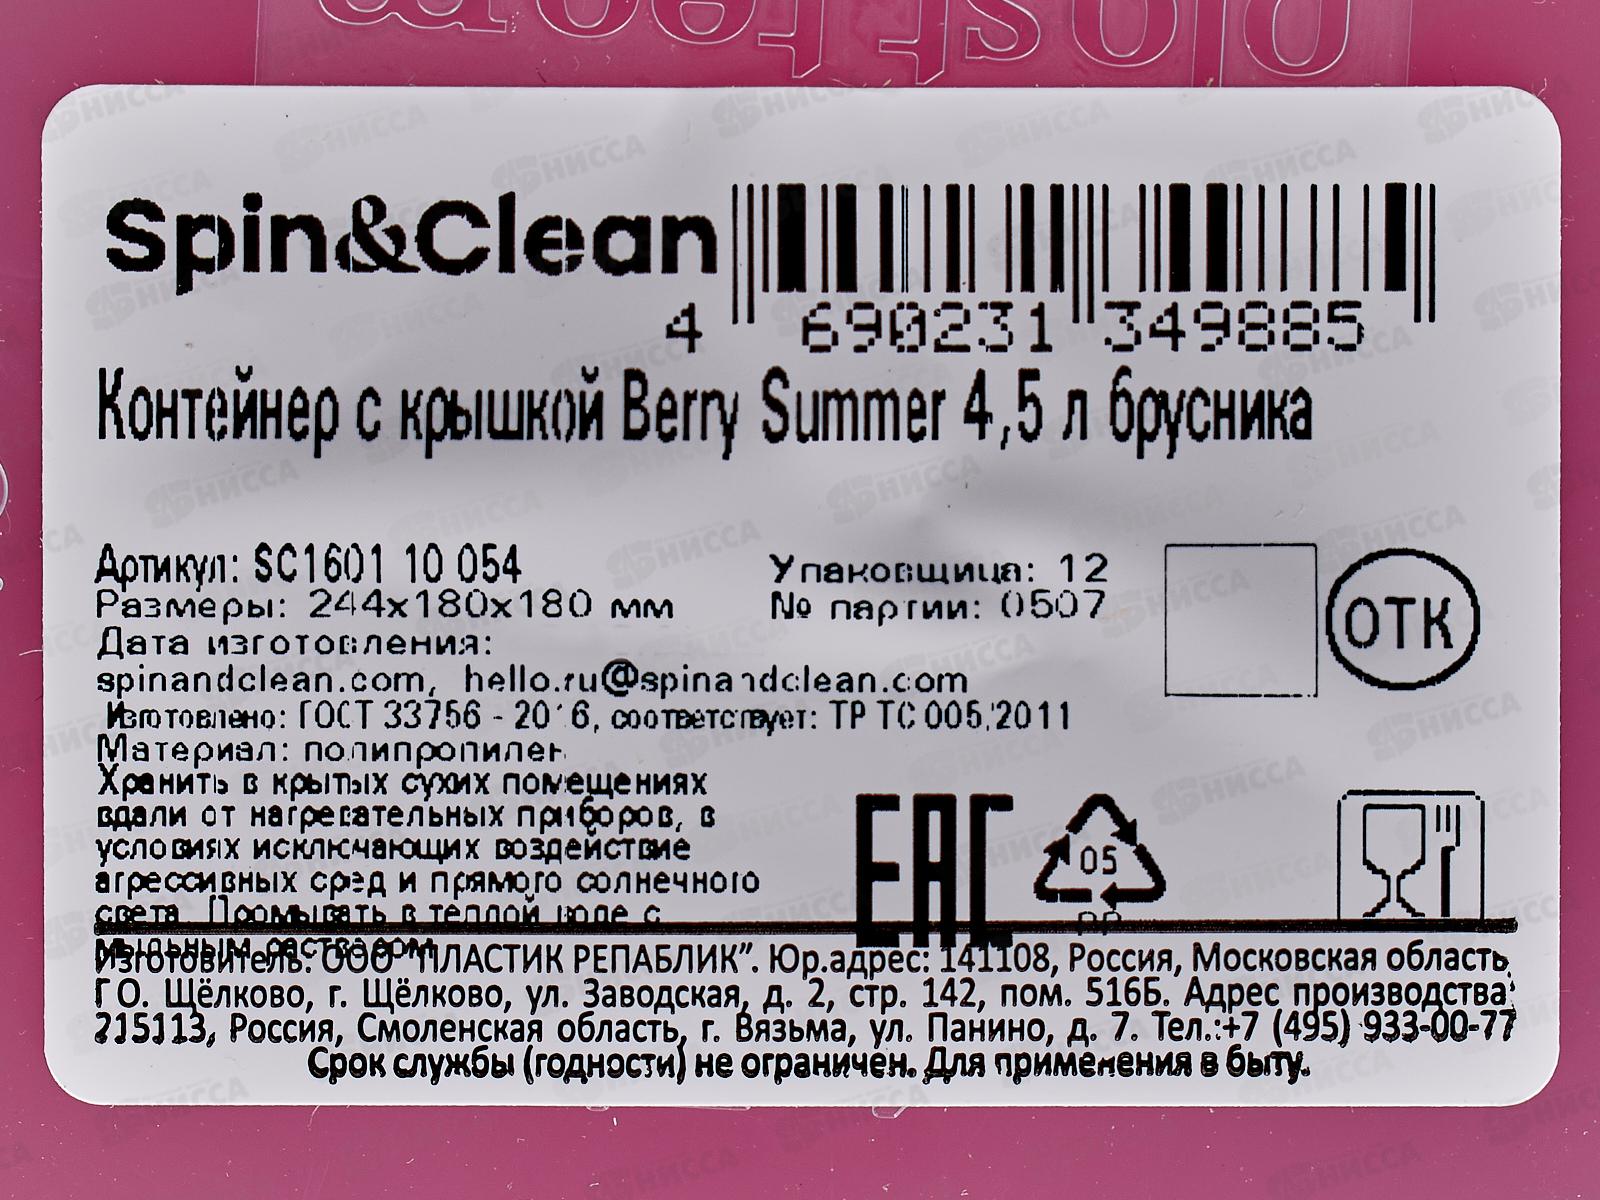 Spin&Clean
4 690231 349885
Контейнер с крышкой Berry Summer 4,5 л брусника
Артикул: SC1601 10 054
Упаковщица: 12
Размеры: 244x180x180 мм
№ партии: 0507
Дата изготовления:
ОТК
spinandclean.com, hello.ru@spinandclean.com
Изготовлено: ГОСТ 33756 - 2016, соответствует: ТР ТС 005/2011
Материал: полипропилен
Хранить в крытых сухих помещениях
вдали от нагревательных приборов, в
условиях исключающих воздействие
агрессивных сред и прямого солнечного
света. Промывать в теплой воде с
мыльным раствором
EAC
05
PP
Изготовитель: ООО "ПЛАСТИК РЕПАБЛИК". Юр.адрес: 141108, Россия, Московская область,
Г О. Щёлково, г. Щёлково, ул. Заводская, д. 2, стр. 142, пом. 516Б. Адрес производства:
215113, Россия, Смоленская область, г. Вязьма, ул. Панино, д. 7. Тел.:+7 (495) 933-00-77
Срок службы (годности) не ограничен. Для применения в быту.
НИССА